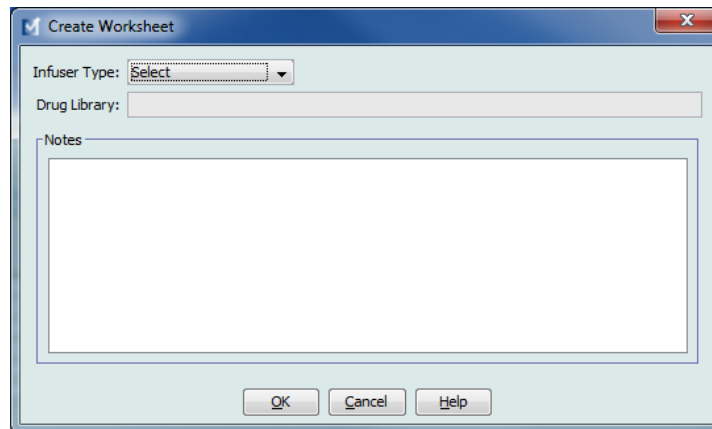 Create Worksheet
Infuser Type: Select
Drug Library:
Notes
OK Cancel Help